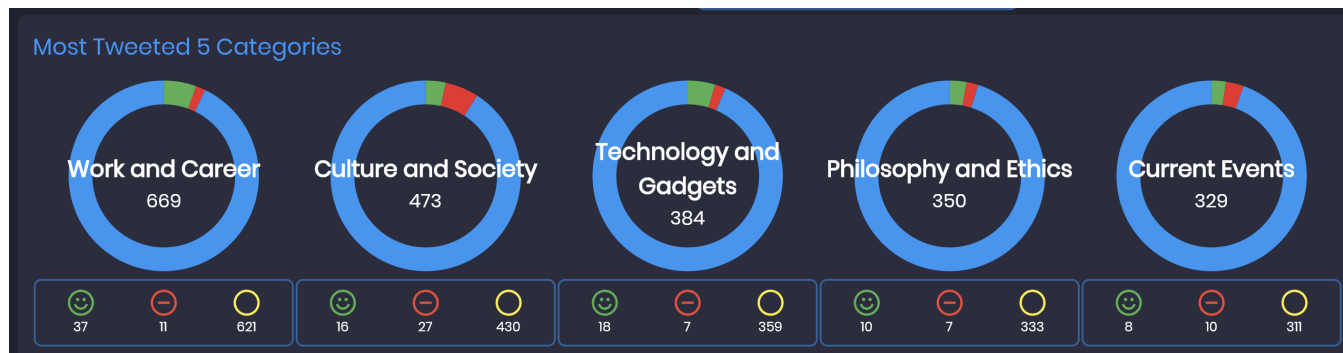 Most Tweeted 5 Categories
Work and Career
669
Culture and Society
473
Technology and
Gadgets
384
Philosophy and Ethics
350
Current Events
329
37 11 621
16 27 430
18 7 359
10 7 333
8 10 311